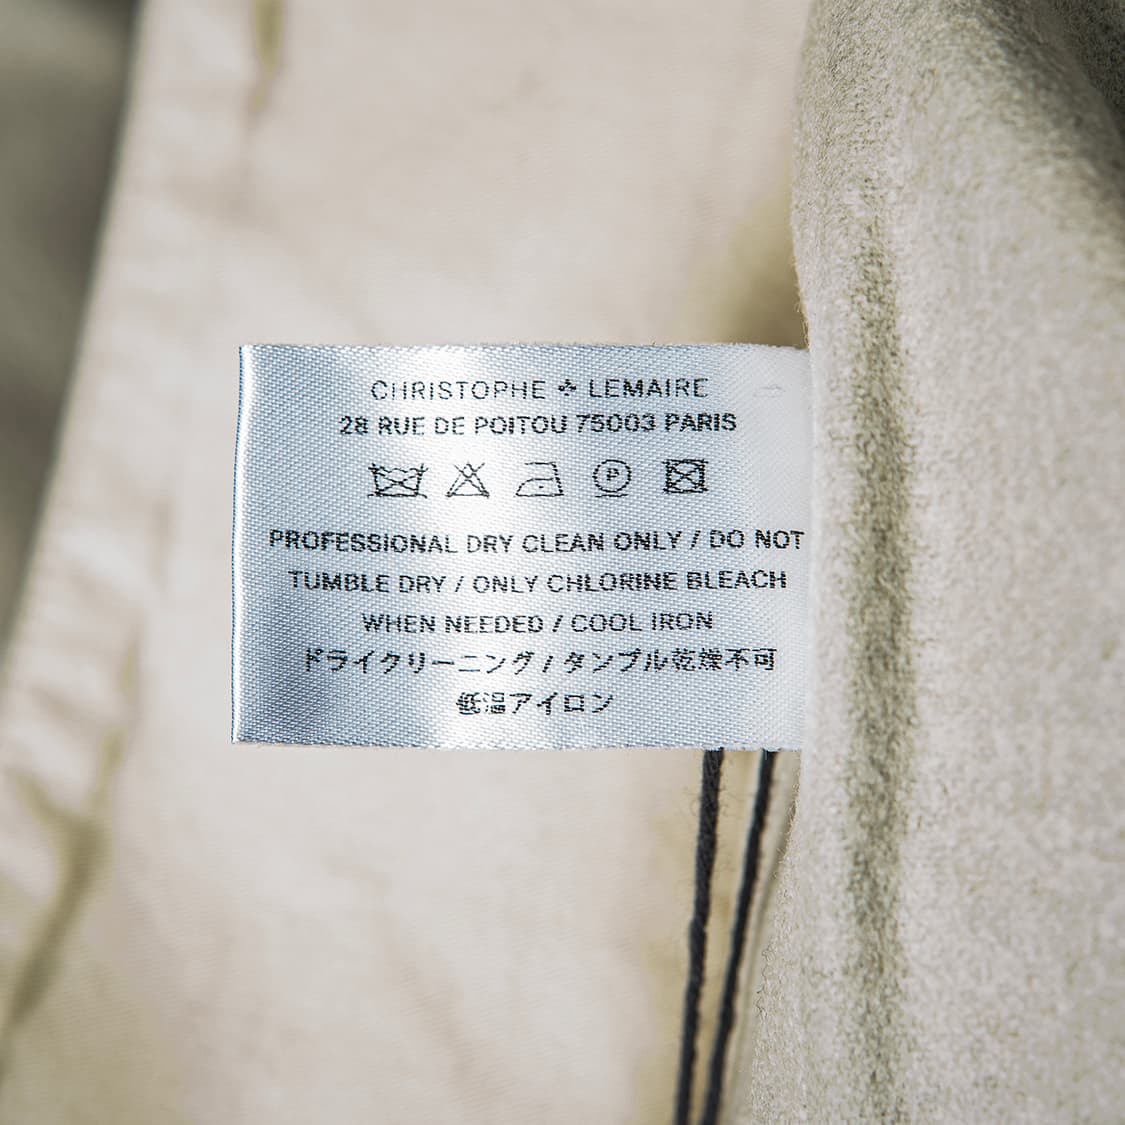 CHRISTOPHE ♣ LEMAIRE
28 RUE DE POITOU 75003 PARIS
P
PROFESSIONAL DRY CLEAN ONLY / DO NOT
TUMBLE DRY / ONLY CHLORINE BLEACH
WHEN NEEDED / COOL IRON
ドライクリーニング / タンブル乾燥不可
低温アイロン